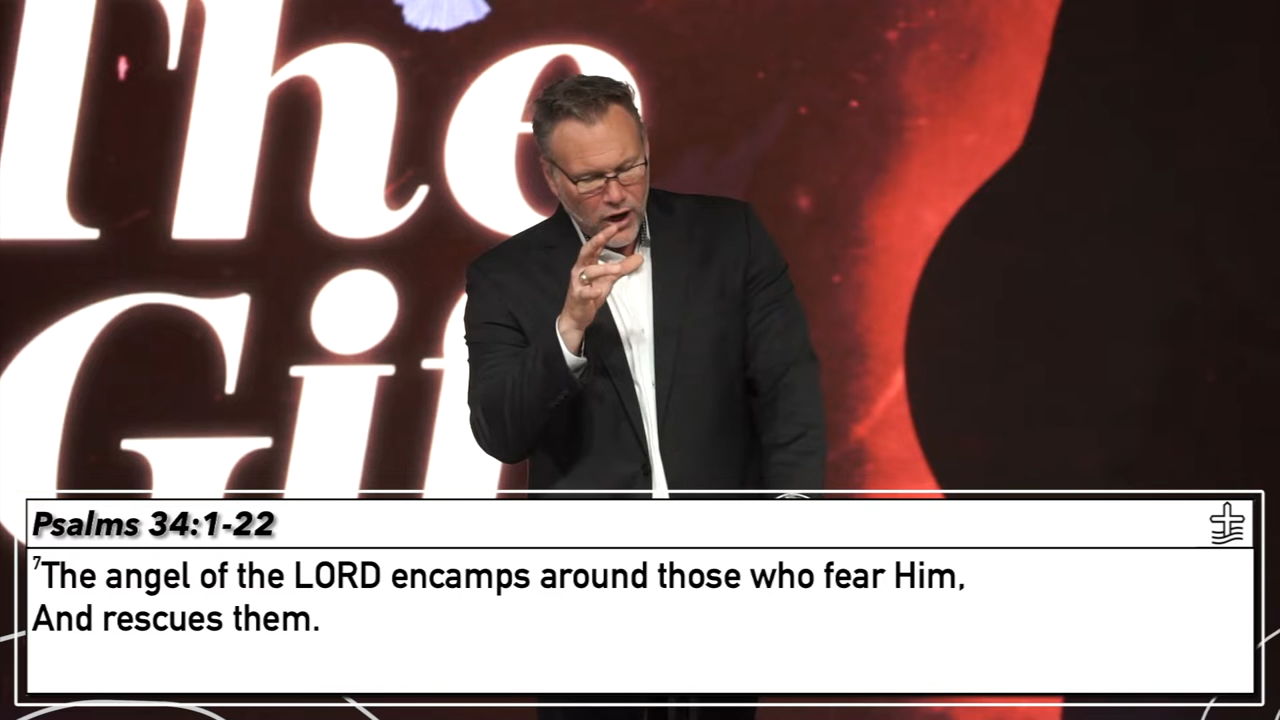 The
Gif
Psalms 34:1-22
7The angel of the LORD encamps around those who fear Him,
And rescues them.